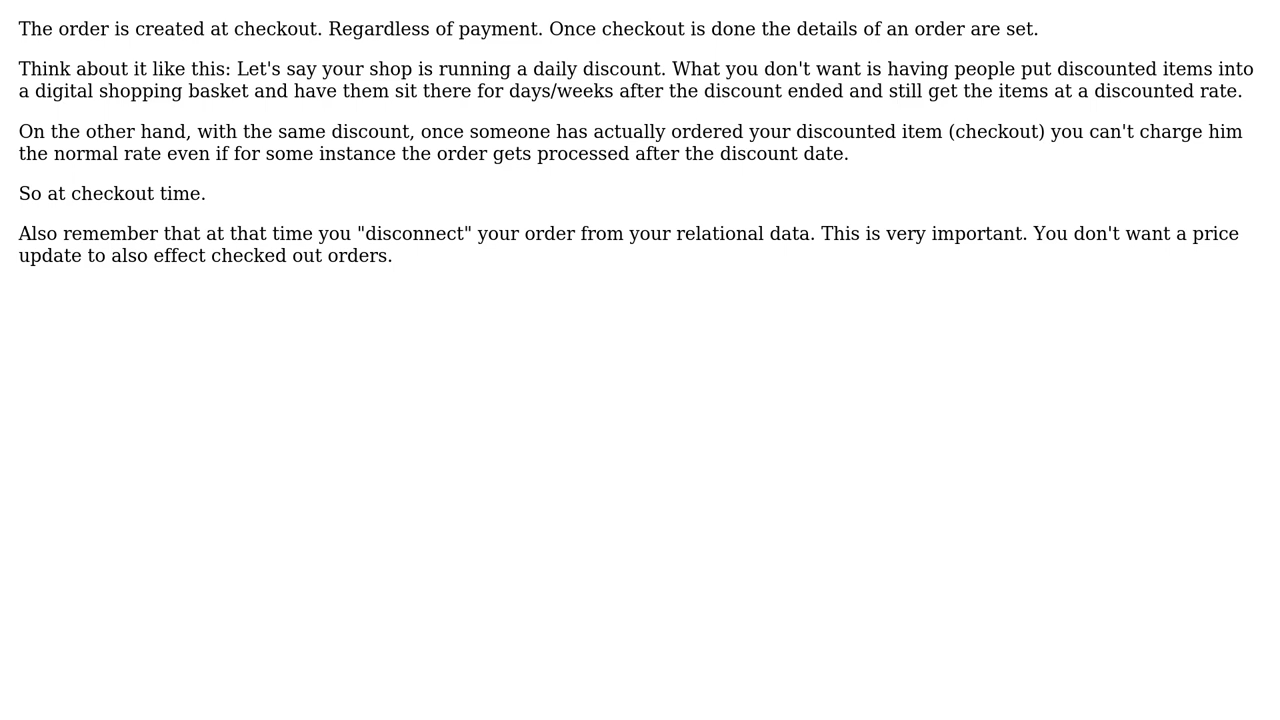 The order is created at checkout. Regardless of payment. Once checkout is done the details of an order are set.
Think about it like this: Let's say your shop is running a daily discount. What you don't want is having people put discounted items into
a digital shopping basket and have them sit there for days/weeks after the discount ended and still get the items at a discounted rate.
On the other hand, with the same discount, once someone has actually ordered your discounted item (checkout) you can't charge him
the normal rate even if for some instance the order gets processed after the discount date.
So at checkout time.
Also remember that at that time you "disconnect" your order from your relational data. This is very important. You don't want a price
update to also effect checked out orders.